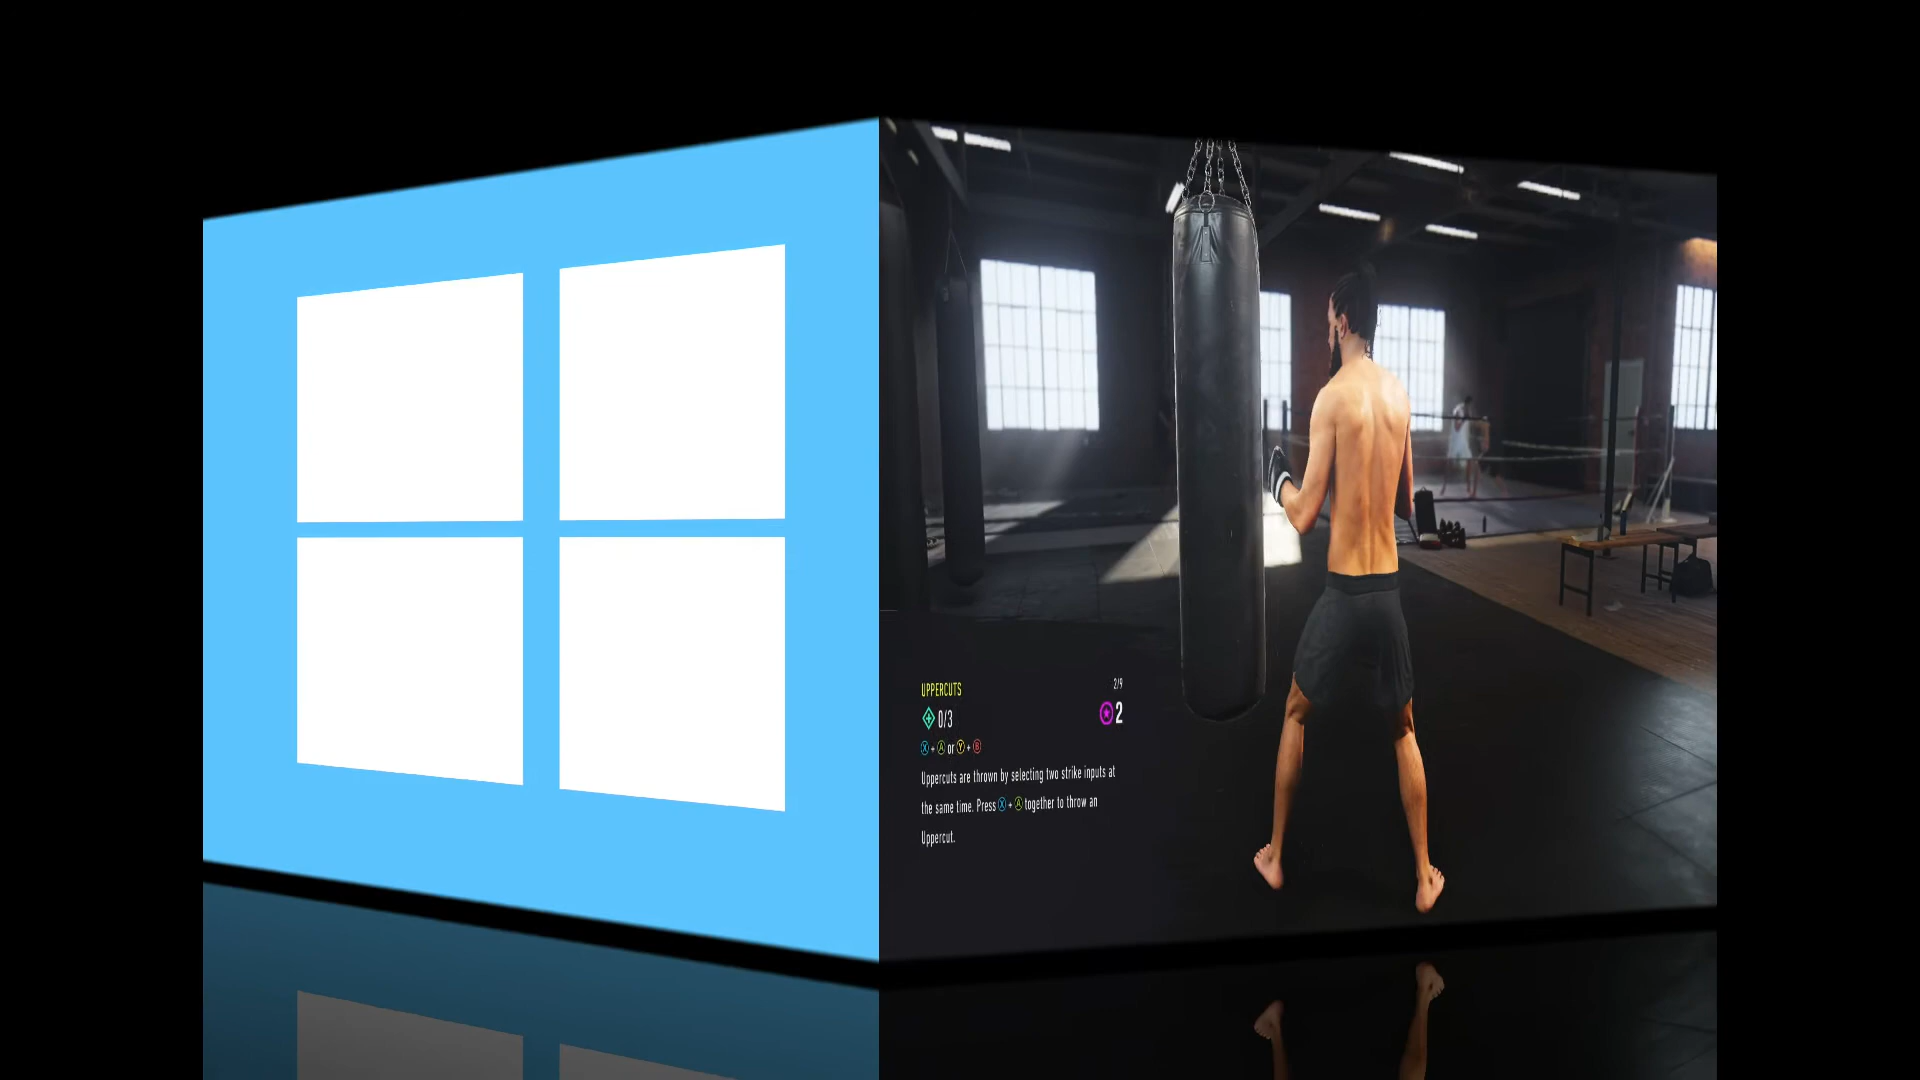 UPPERCUTS
2/9
0/3
2
X + A or Y + B
Uppercuts are thrown by selecting two strike inputs at
the same time. Press X + A together to throw an
Uppercut.